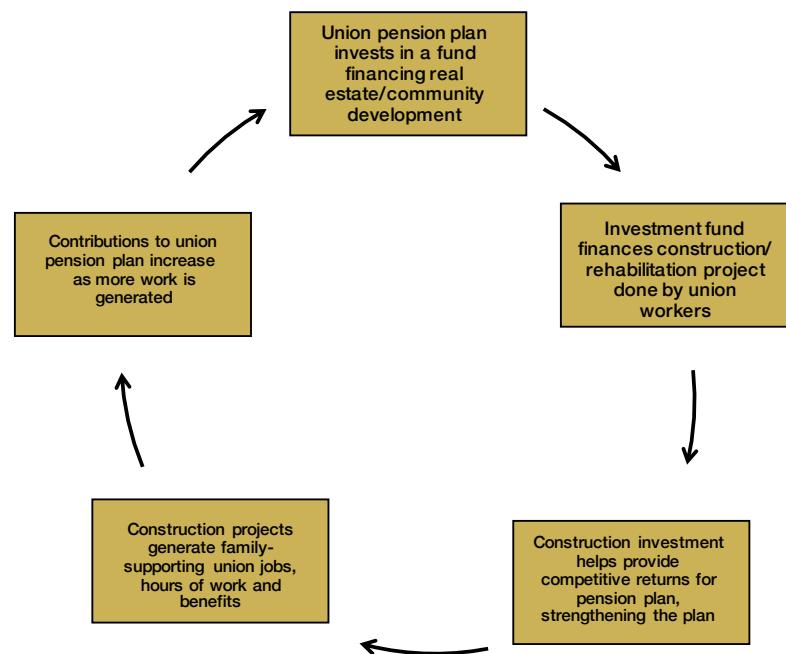 Union pension plan
invests in a fund
financing real
estate/community
development
Investment fund
finances construction/
rehabilitation project
done by union
workers
Construction investment
helps provide
competitive returns for
pension plan,
strengthening the plan
Construction projects
generate family-
supporting union jobs,
hours of work and
benefits
Contributions to union
pension plan increase
as more work is
generated